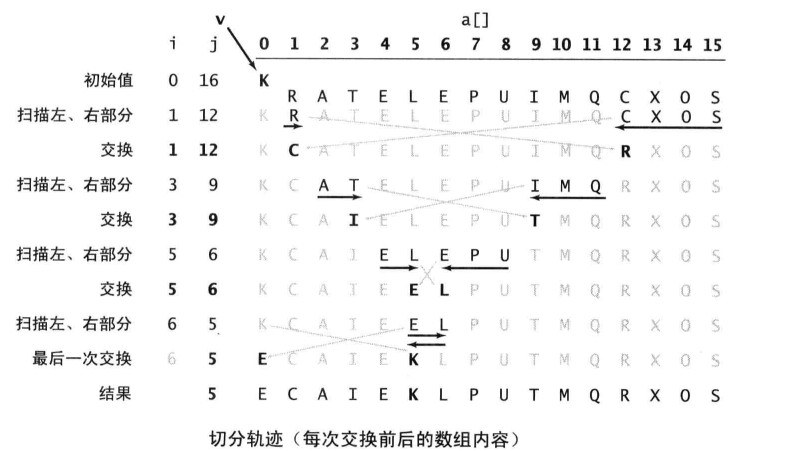 v a[]
i j 0 1 2 3 4 5 6 7 8 9 10 11 12 13 14 15
初始值 0 16 K R A T E L E P U I M Q C X O S
扫描左、右部分 1 12 K R A T E L E P U I M Q C X O S
交换 1 12 K C A T E L E P U I M Q R X O S
扫描左、右部分 3 9 K C A T E L E P U I M Q R X O S
交换 3 9 K C A I E L E P U T M Q R X O S
扫描左、右部分 5 6 K C A I E L E P U T M Q R X O S
交换 5 6 K C A I E E L P U T M Q R X O S
扫描左、右部分 6 5 K C A I E E L P U T M Q R X O S
最后一次交换 6 5 E C A I E K L P U T M Q R X O S
结果 5 E C A I E K L P U T M Q R X O S
切分轨迹（每次交换前后的数组内容）